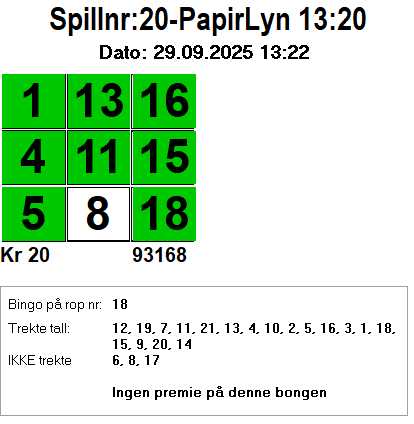 Spillnr:20-PapirLyn 13:20
Dato: 29.09.2025 13:22
1 13 16
4 11 15
5 8 18
Kr 20 93168
Bingo på rop nr: 18
Trekte tall: 12, 19, 7, 11, 21, 13, 4, 10, 2, 5, 16, 3, 1, 18,
15, 9, 20, 14
IKKE trekte 6, 8, 17
Ingen premie på denne bongen